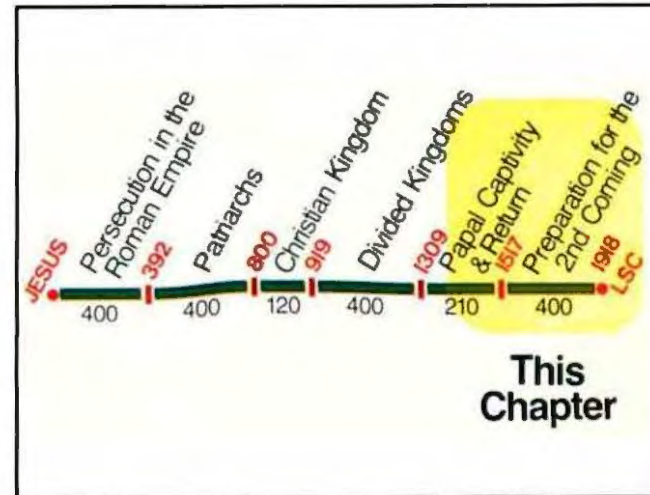 JESUS
Persecution in the
Roman Empire
392
Patriarchs
800
Christian Kingdom
919
Divided Kingdoms
1309
Papal Captivity
& Return
1517
Preparation for the
2nd Coming
1918
LSC
400
400
120
400
210
400
This
Chapter